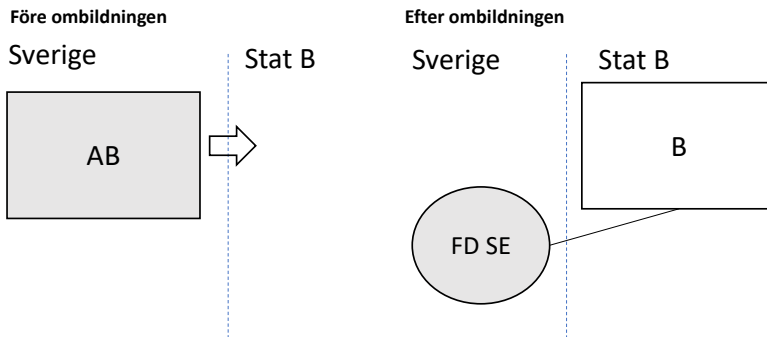 Före ombildningen
Sverige
Stat B
AB
Efter ombildningen
Sverige
Stat B
B
FD SE